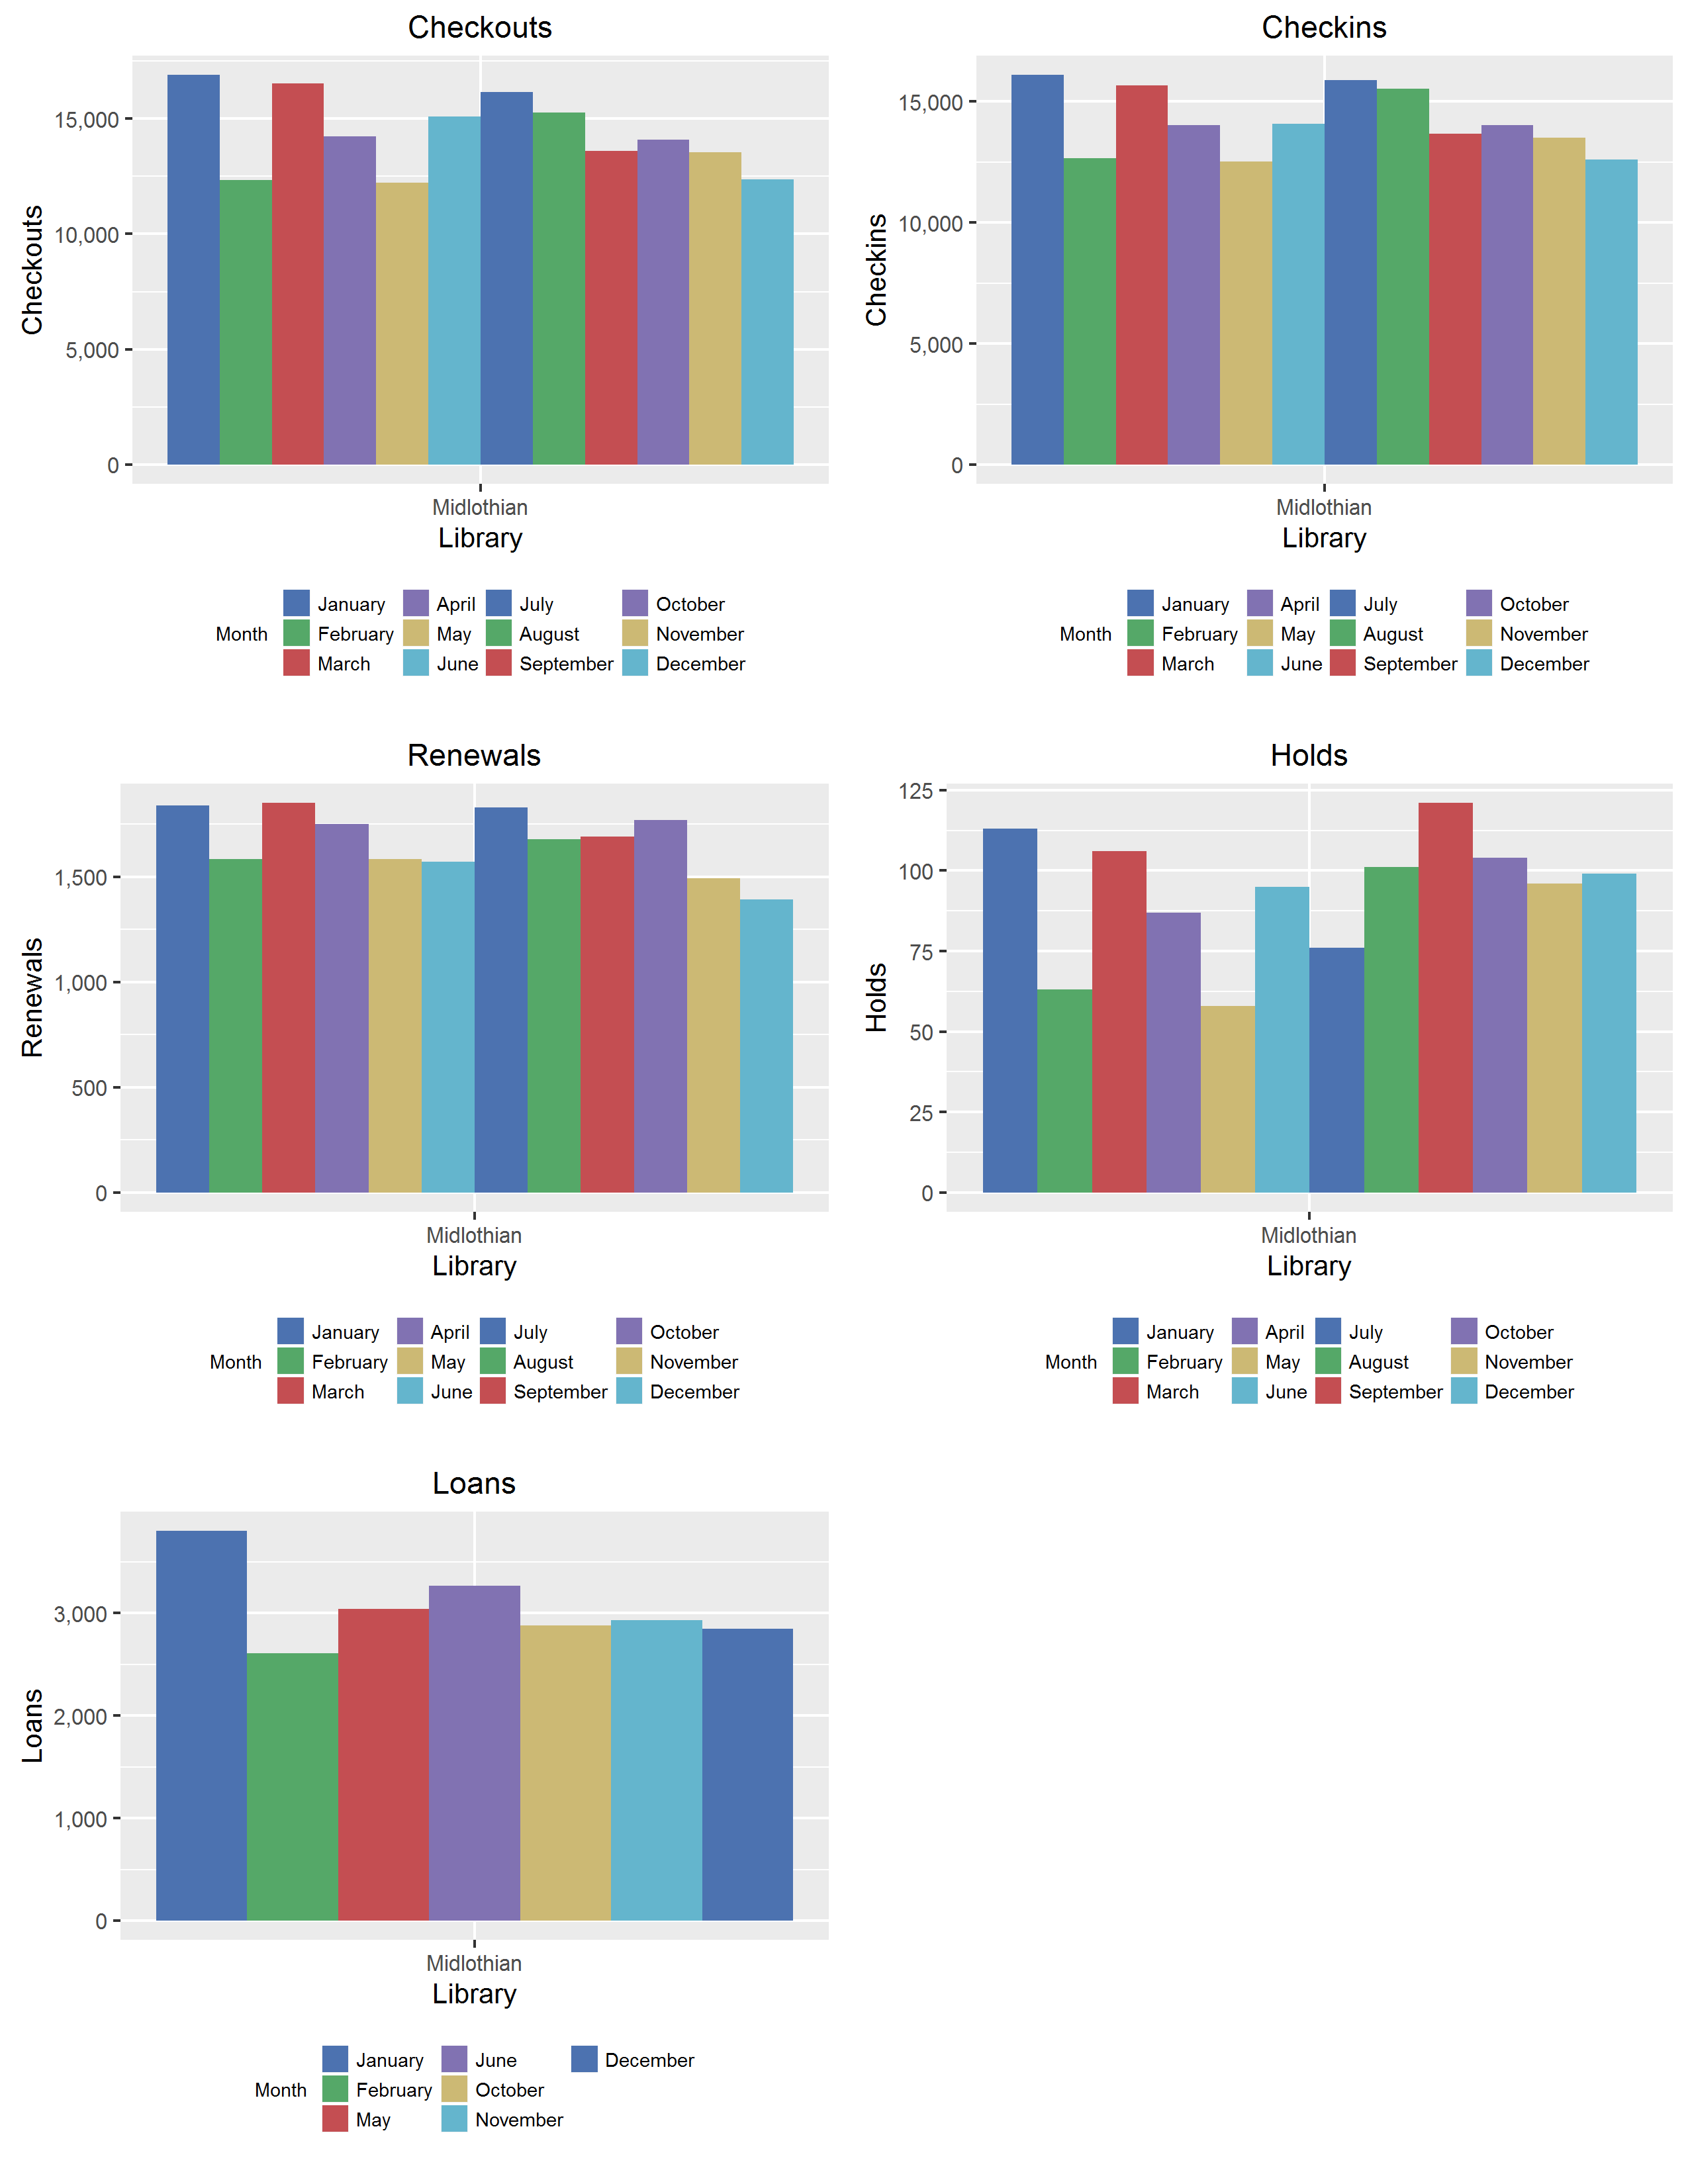 Checkouts
Checkouts
15,000
10,000
5,000
0
Midlothian
Library
Month
January April July October
February May August November
March June September December
Checkins
Checkins
15,000
10,000
5,000
0
Midlothian
Library
Month
January April July October
February May August November
March June September December
Renewals
Renewals
1,500
1,000
500
0
Midlothian
Library
Month
January April July October
February May August November
March June September December
Holds
Holds
125
100
75
50
25
0
Midlothian
Library
Month
January April July October
February May August November
March June September December
Loans
Loans
3,000
2,000
1,000
0
Midlothian
Library
Month
January June December
February October
May November